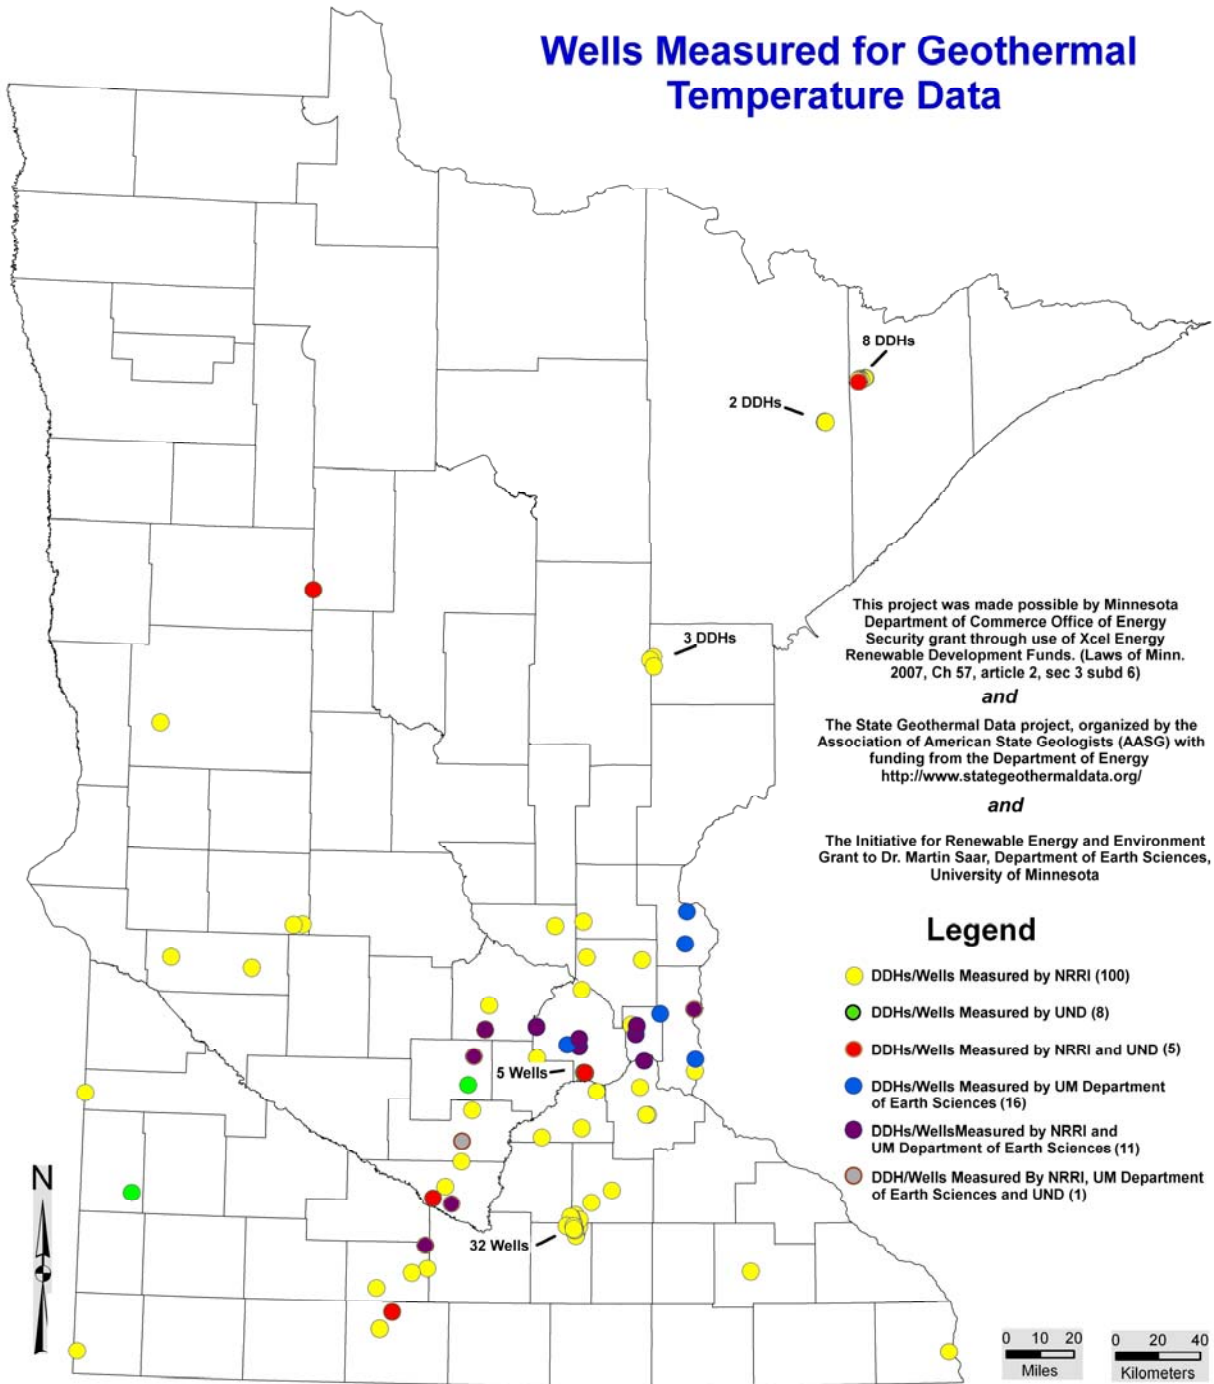 Wells Measured for Geothermal
Temperature Data
8 DDHs
2 DDHs
3 DDHs
This project was made possible by Minnesota
Department of Commerce Office of Energy
Security grant through use of Xcel Energy
Renewable Development Funds. (Laws of Minn.
2007, Ch 57, article 2, sec 3 subd 6)
and
The State Geothermal Data project, organized by the
Association of American State Geologists (AASG) with
funding from the Department of Energy
http://www.stategeothermaldata.org/
and
The Initiative for Renewable Energy and Environment
Grant to Dr. Martin Saar, Department of Earth Sciences,
University of Minnesota
Legend
DDHs/Wells Measured by NRRI (100)
DDHs/Wells Measured by UND (8)
DDHs/Wells Measured by NRRI and UND (5)
DDHs/Wells Measured by UM Department
of Earth Sciences (16)
DDHs/WellsMeasured by NRRI and
UM Department of Earth Sciences (11)
DDH/Wells Measured By NRRI, UM Department
of Earth Sciences and UND (1)
5 Wells
32 Wells
N
0 10 20
Miles
0 20 40
Kilometers